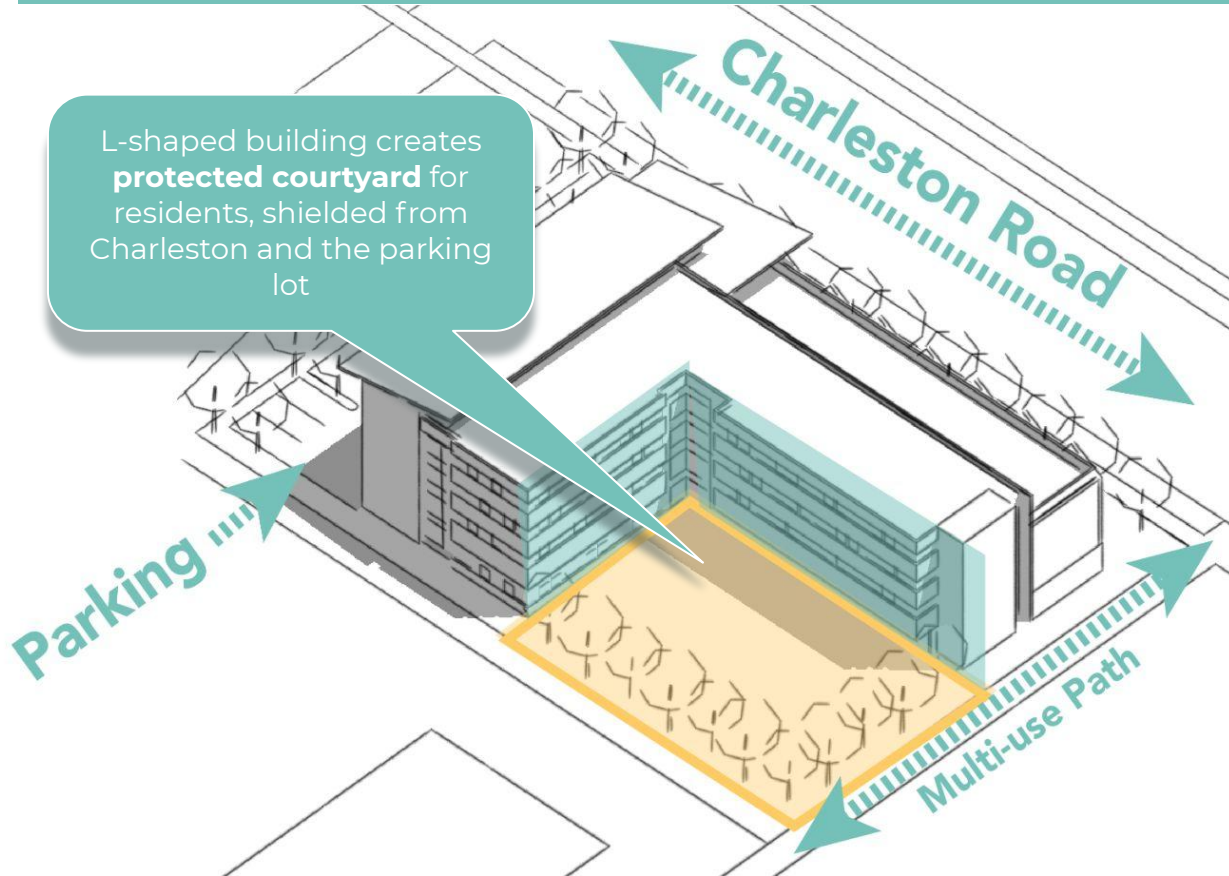 L-shaped building creates
protected courtyard for
residents, shielded from
Charleston and the parking
lot
Charleston Road
Parking
Multi-use Path